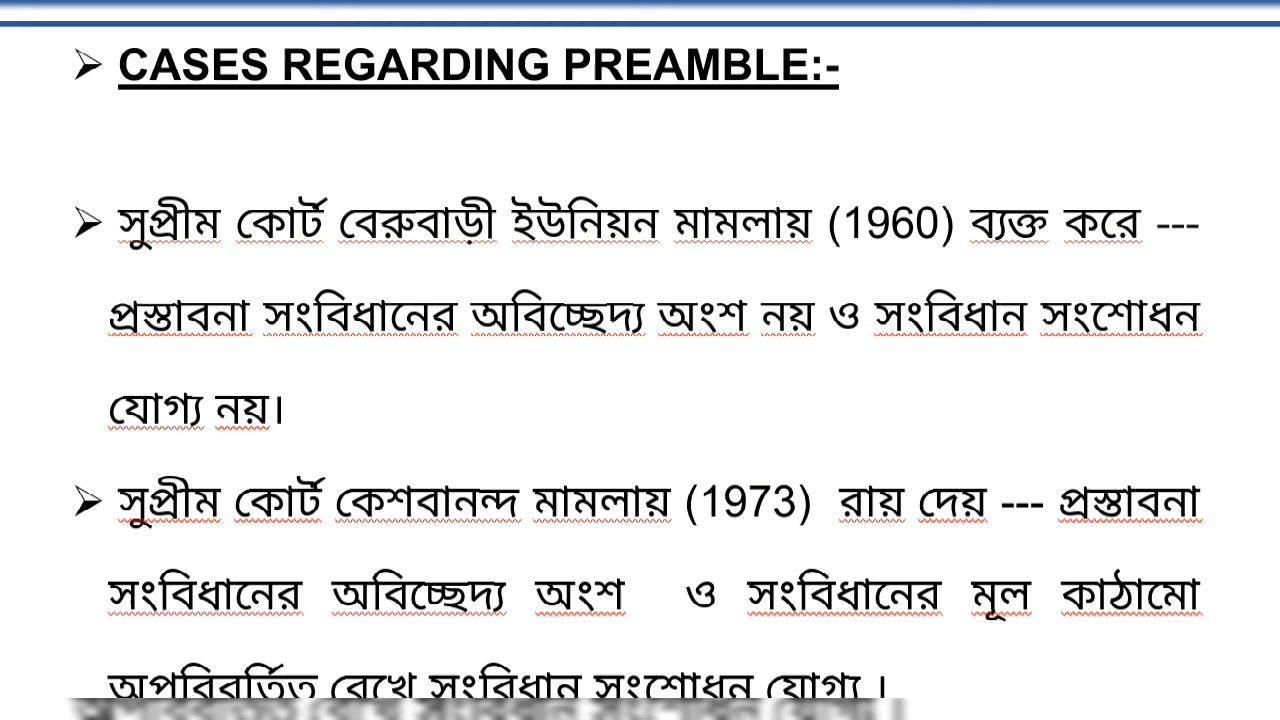 ➢ CASES REGARDING PREAMBLE:-
➢ সুপ্রীম কোর্ট বেরুবাড়ী ইউনিয়ন মামলায় (1960) ব্যক্ত করে ---
প্রস্তাবনা সংবিধানের অবিচ্ছেদ্য অংশ নয় ও সংবিধান সংশোধন
যোগ্য নয়।
➢ সুপ্রীম কোর্ট কেশবানন্দ মামলায় (1973) রায় দেয় --- প্রস্তাবনা
সংবিধানের অবিচ্ছেদ্য অংশ ও সংবিধানের মূল কাঠামো
অপরিবর্তিত রেখে সংবিধান সংশোধন যোগ্য ।